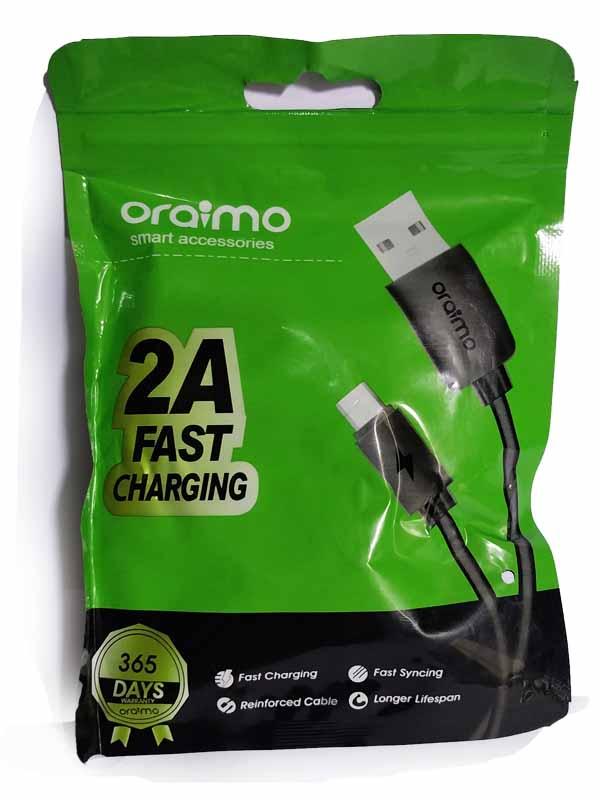 oraimo
smart accessories
oraimo
2A
FAST
CHARGING
365
DAYS
WARRANTY
oraimo
Fast Charging
Fast Syncing
Reinforced Cable
Longer Lifespan